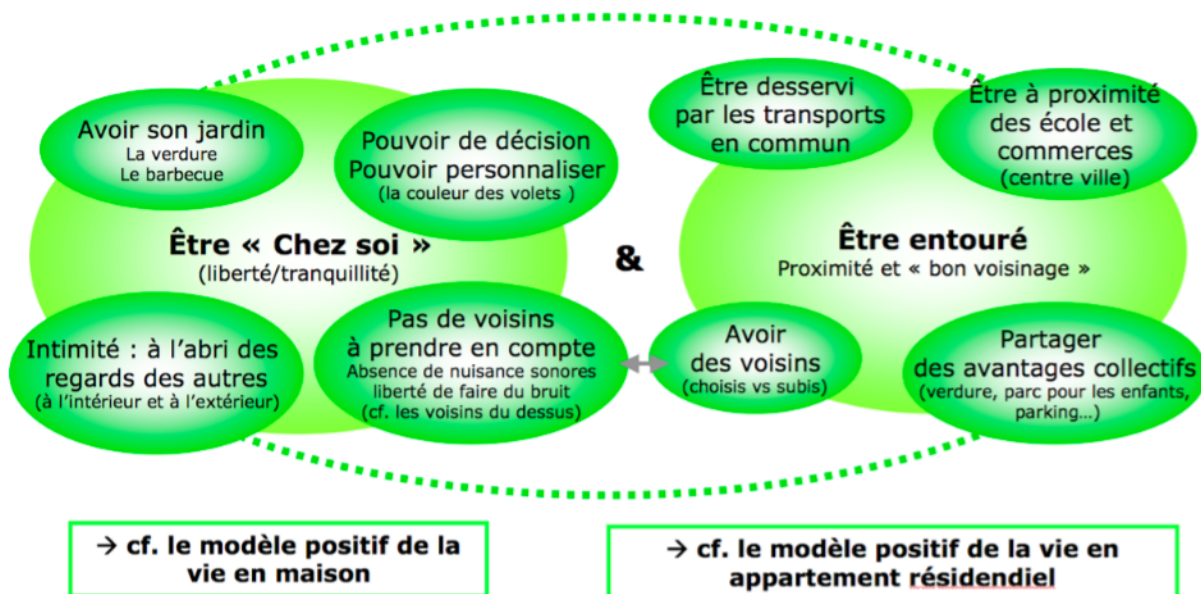 Avoir son jardin
La verdure
Le barbecue
Pouvoir de décision
Pouvoir personnaliser
(la couleur des volets )
Être « Chez soi »
(liberté/tranquillité)
Intimité : à l’abri des
regards des autres
(à l’intérieur et à l’extérieur)
Pas de voisins
à prendre en compte
Absence de nuisance sonores
liberté de faire du bruit
(cf. les voisins du dessus)
&
Être desservi
par les transports
en commun
Être à proximité
des école et
commerces
(centre ville)
Être entouré
Proximité et « bon voisinage »
Avoir
des voisins
(choisis vs subis)
Partager
des avantages collectifs
(verdure, parc pour les enfants,
parking…)
→ cf. le modèle positif de la
vie en maison
→ cf. le modèle positif de la vie en
appartement résidendiel